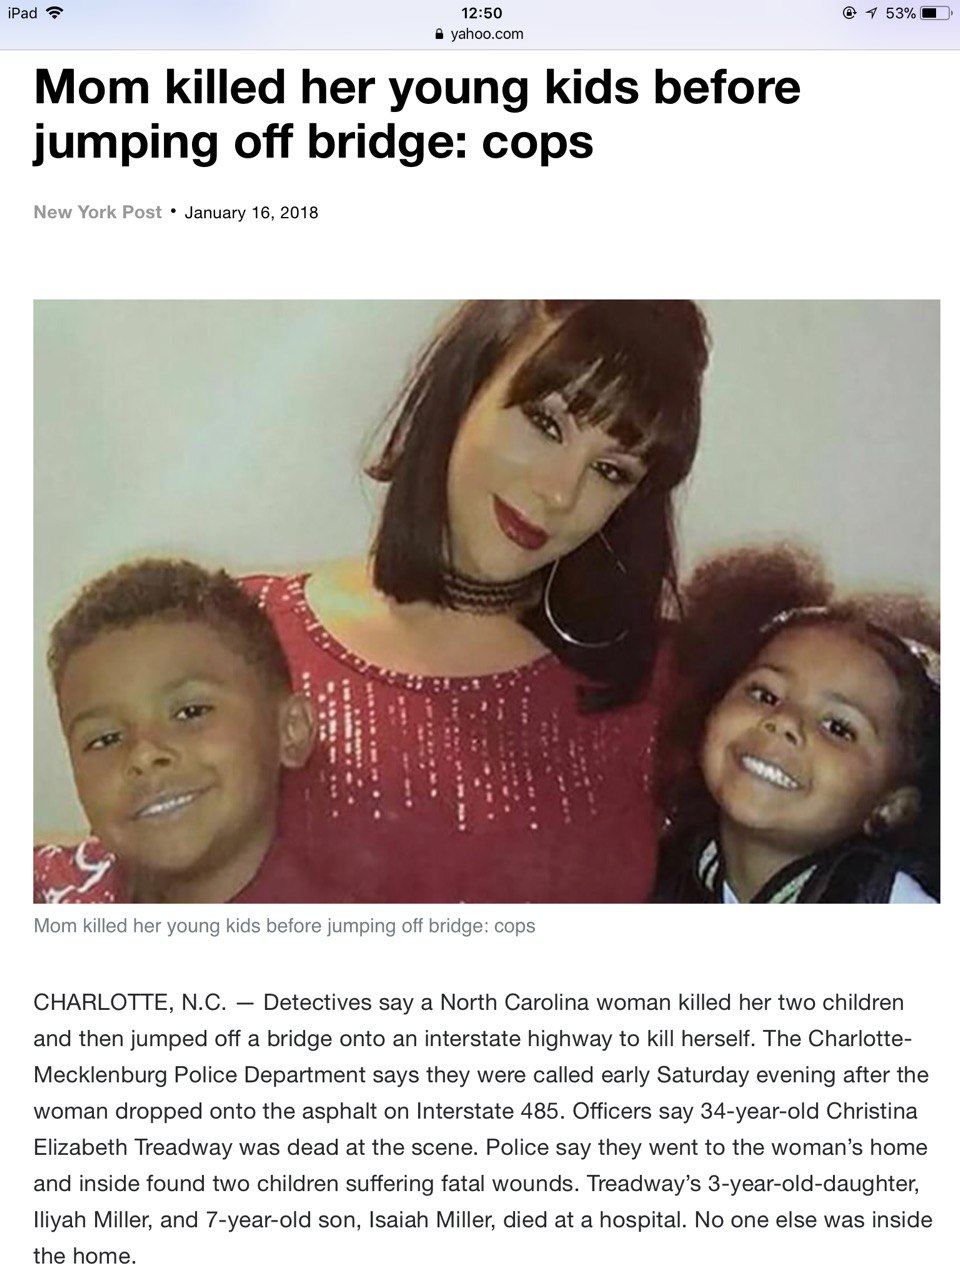 iPad 12:50 53%
yahoo.com
Mom killed her young kids before
jumping off bridge: cops
New York Post • January 16, 2018
Mom killed her young kids before jumping off bridge: cops
CHARLOTTE, N.C. — Detectives say a North Carolina woman killed her two children
and then jumped off a bridge onto an interstate highway to kill herself. The Charlotte-
Mecklenburg Police Department says they were called early Saturday evening after the
woman dropped onto the asphalt on Interstate 485. Officers say 34-year-old Christina
Elizabeth Treadway was dead at the scene. Police say they went to the woman’s home
and inside found two children suffering fatal wounds. Treadway’s 3-year-old-daughter,
Iliyah Miller, and 7-year-old son, Isaiah Miller, died at a hospital. No one else was inside
the home.